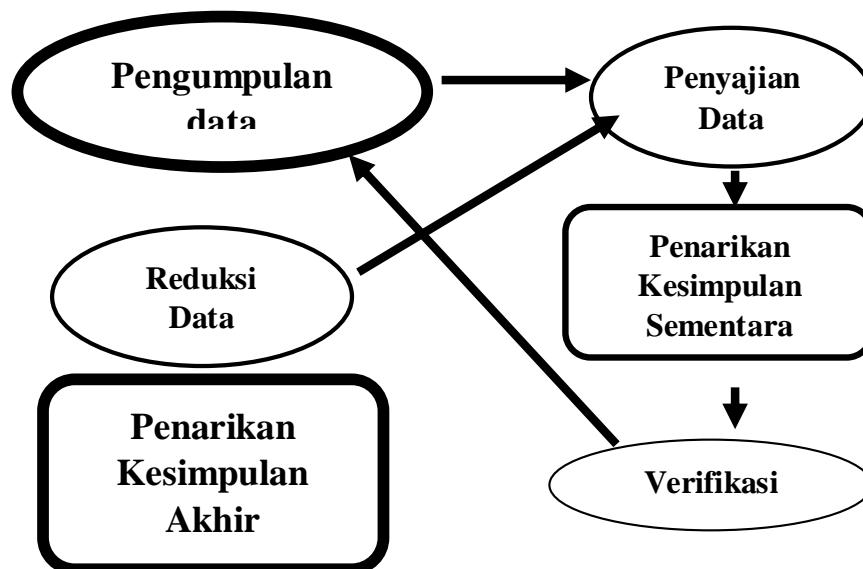 Pengumpulan
data
Penyajian
Data
Reduksi
Data
Penarikan
Kesimpulan
Sementara
Penarikan
Kesimpulan
Akhir
Verifikasi